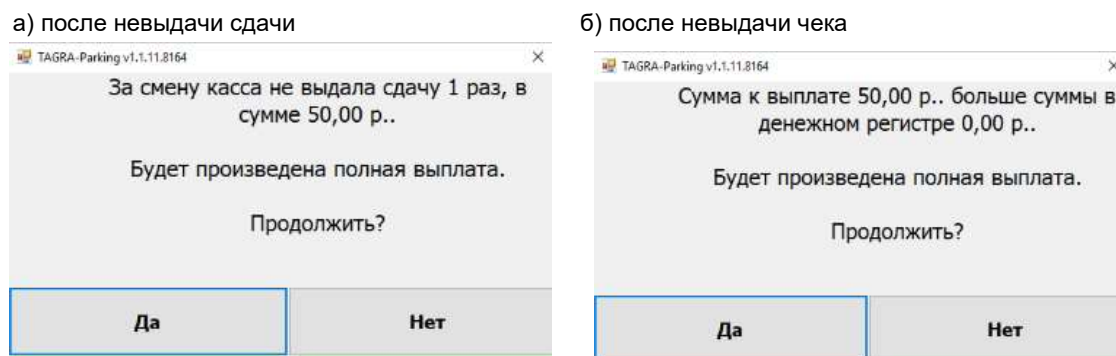 а) после невыдачи сдачи
TAGRA-Parking v1.1.11.8164
За смену касса не выдала сдачу 1 раз, в
сумме 50,00 р..
Будет произведена полная выплата.
Продолжить?
Да
Нет
б) после невыдачи чека
TAGRA-Parking v1.1.11.8164
Сумма к выплате 50,00 р.. больше суммы в
денежном регистре 0,00 р..
Будет произведена полная выплата.
Продолжить?
Да
Нет